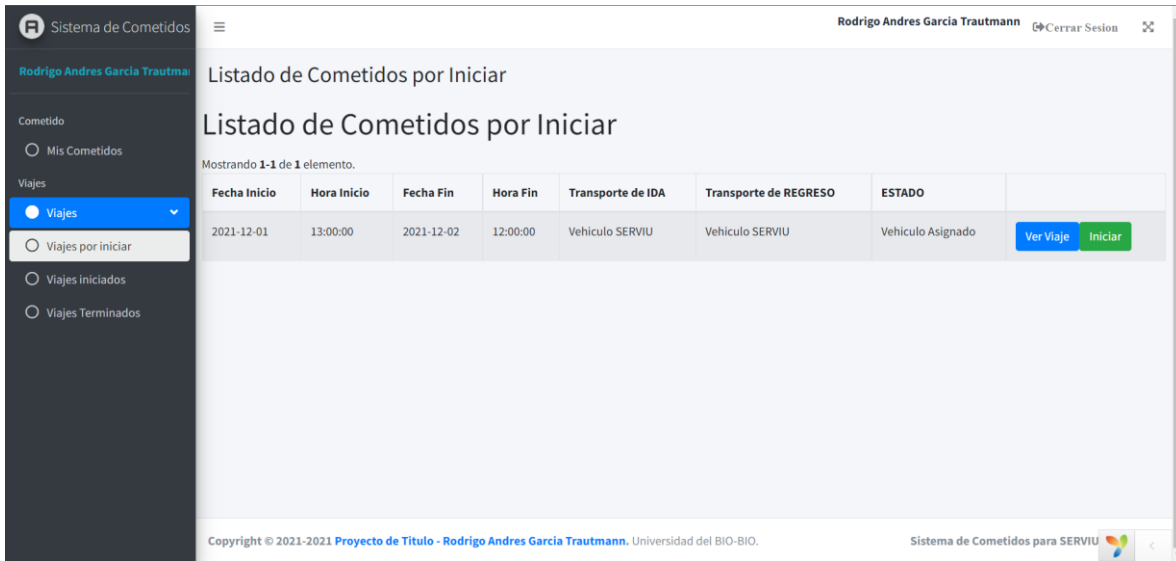 Sistema de Cometidos
Rodrigo Andres Garcia Trautmann
Cerrar Sesion
Rodrigo Andres Garcia Trautma
Cometido
Mis Cometidos
Viajes
Viajes
Viajes por iniciar
Viajes iniciados
Viajes Terminados
Listado de Cometidos por Iniciar
Listado de Cometidos por Iniciar
Mostrando 1-1 de 1 elemento.
Fecha Inicio Hora Inicio Fecha Fin Hora Fin Transporte de IDA Transporte de REGRESO ESTADO
2021-12-01 13:00:00 2021-12-02 12:00:00 Vehiculo SERVIU Vehiculo SERVIU Vehiculo Asignado Ver Viaje Iniciar
Copyright © 2021-2021 Proyecto de Titulo - Rodrigo Andres Garcia Trautmann. Universidad del BIO-BIO. Sistema de Cometidos para SERVIU